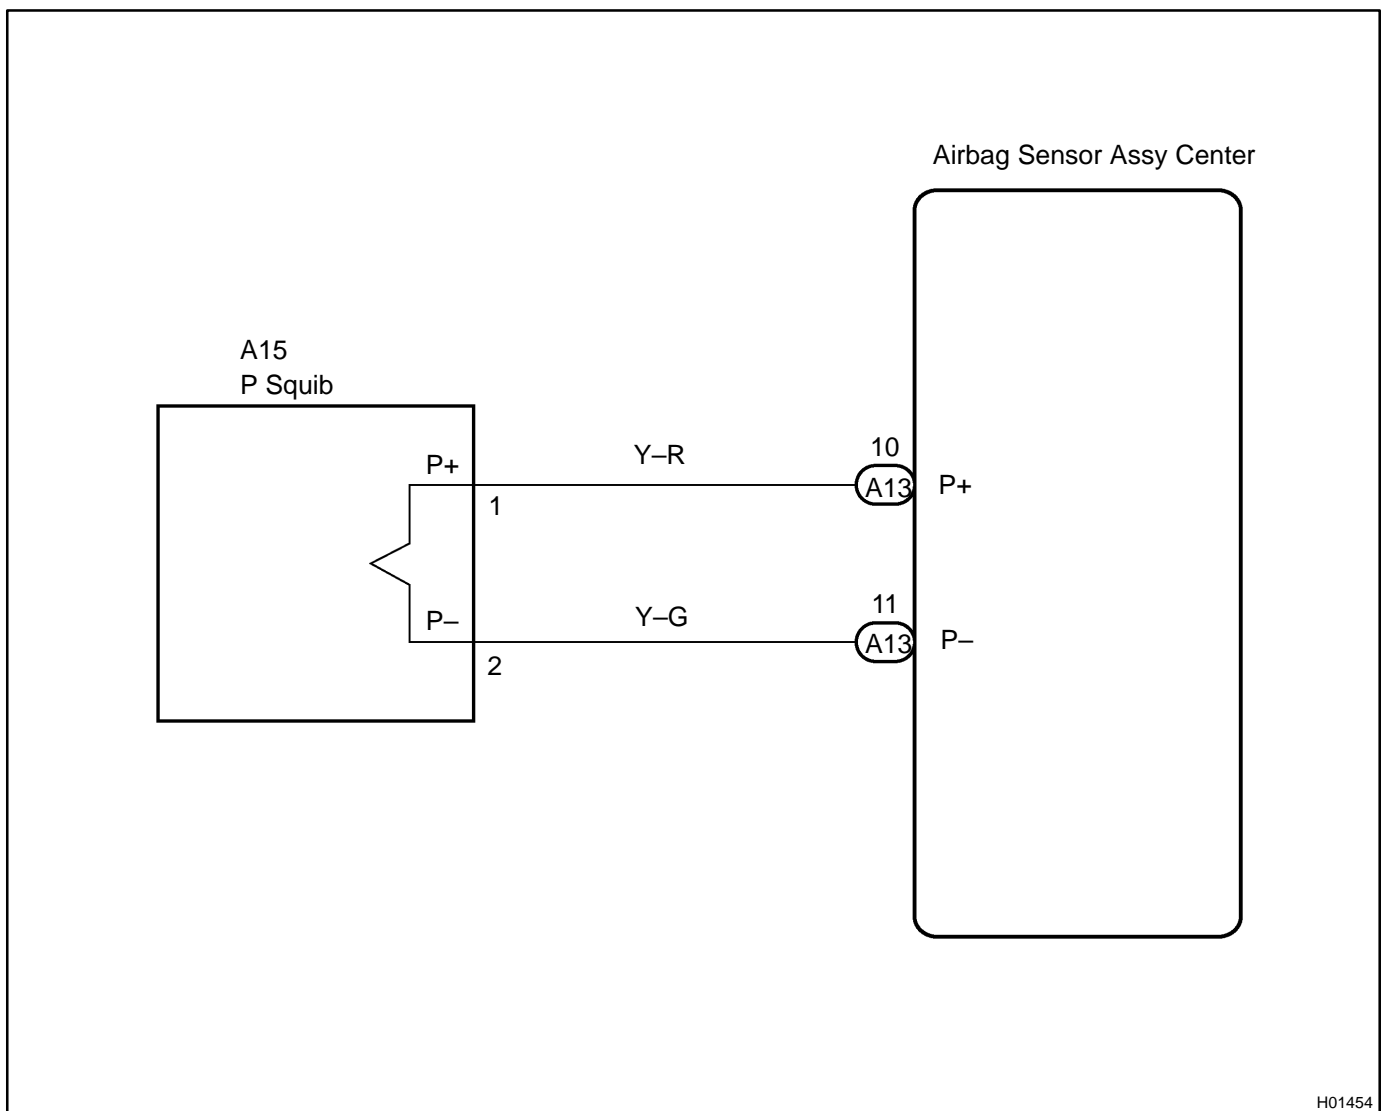 Airbag Sensor Assy Center
A15
P Squib
P+
1
Y–R
10
A13
P+
P–
2
Y–G
11
A13
P–
H01454